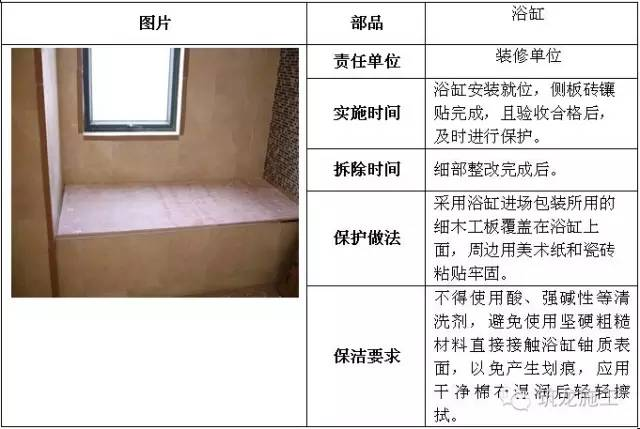 图片
部品
浴缸
责任单位
装修单位
实施时间
浴缸安装就位，侧板砖镶
贴完成，且验收合格后，
及时进行保护。
拆除时间
细部整改完成后。
保护做法
采用浴缸进场包装所用的
细木工板覆盖在浴缸上
面，周边用美术纸和瓷砖
粘贴牢固。
保洁要求
不得使用酸、强碱性等清
洗剂，避免使用坚硬粗糙
材料直接接触浴缸铀质表
面，以免产生划痕，应用
干净棉布湿润后轻轻擦
拭。
筑龙施工